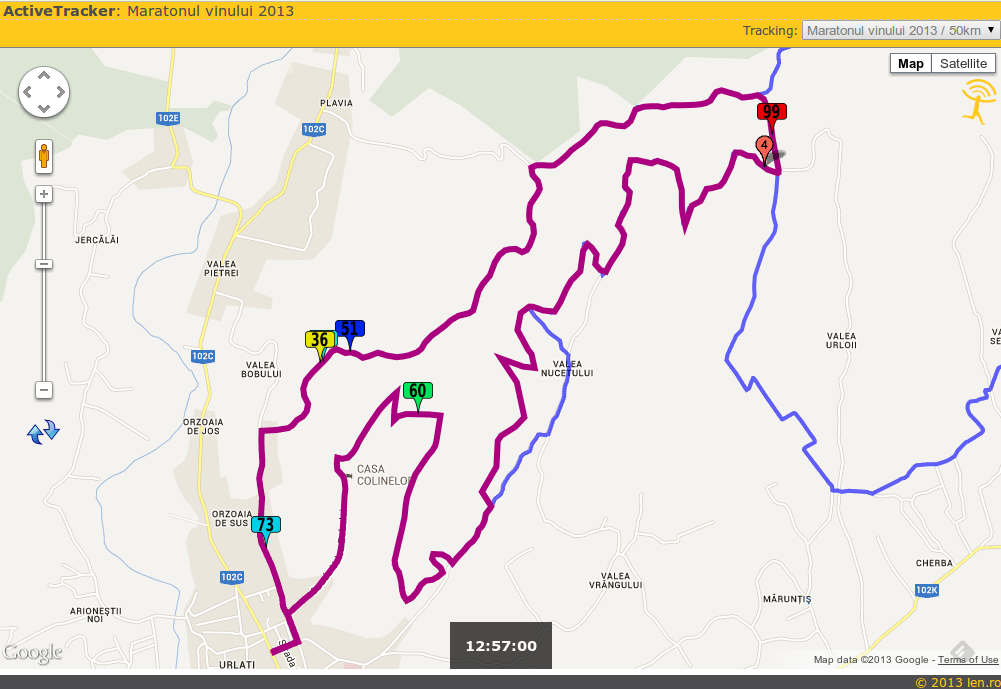 ActiveTracker: Maratonul vinului 2013
Tracking: Maratonul vinului 2013 / 50km
Map Satellite
PLAVIA
102E
102C
99
4
JERCĂLĂI
VALEA
PIETREI
51
36
102C
VALEA
BOBULUI
VALEA
URLOII
VALEA
NUCETULUI
60
ORZOAIA
DE JOS
CASA
COLINELOR
ORZOAIA
DE SUS
73
102C
CHERBA
VALEA
VRÂNGULUI
102K
MĂRUNȚIȘ
ARIONEȘTII
NOI
12:57:00
Google
URLATI
Map data ©2013 Google - Terms of Use
© 2013 len.ro